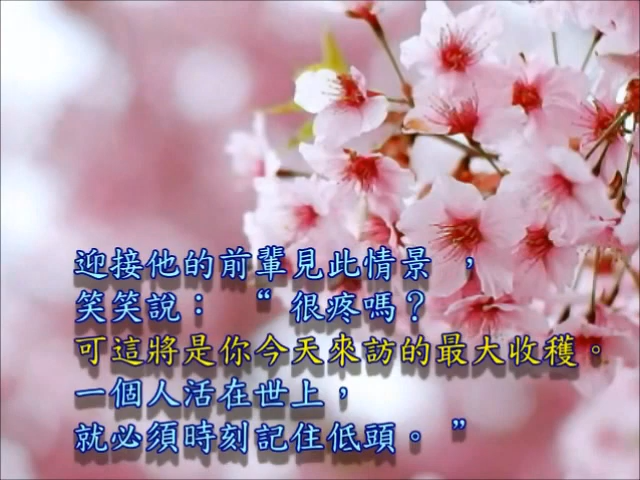 迎接他的前輩見此情景 ，
笑笑說： “ 很疼嗎？
可這將是你今天來訪的最大收穫。
一個人活在世上，
就必須時刻記住低頭。 ”